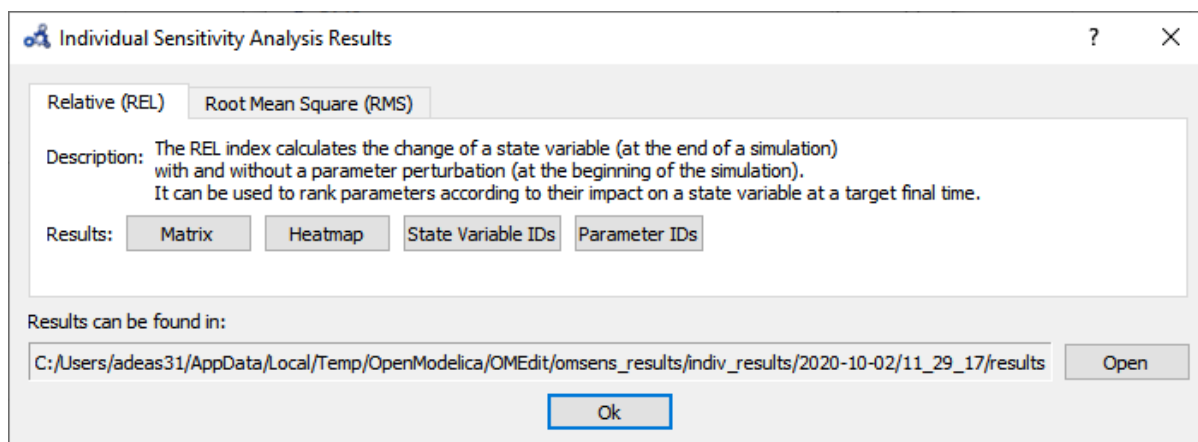 Individual Sensitivity Analysis Results
?
Relative (REL)
Root Mean Square (RMS)
Description: The REL index calculates the change of a state variable (at the end of a simulation)
with and without a parameter perturbation (at the beginning of the simulation).
It can be used to rank parameters according to their impact on a state variable at a target final time.
Results: Matrix Heatmap State Variable IDs Parameter IDs
Results can be found in:
C:/Users/adeas31/AppData/Local/Temp/OpenModelica/OMEdit/omsens_results/indiv_results/2020-10-02/11_29_17/results Open
Ok